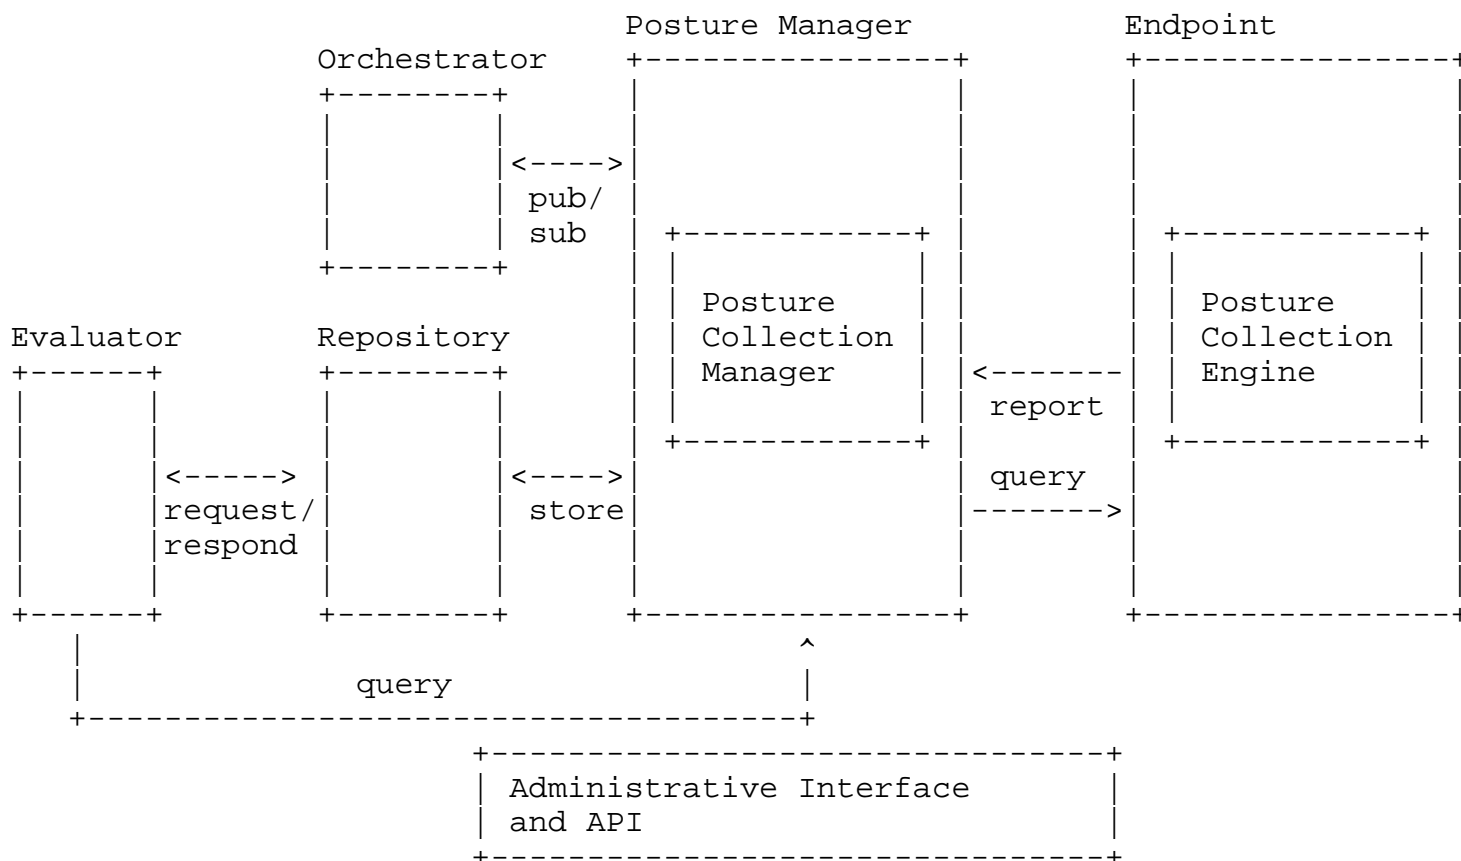 Posture Manager Endpoint
Orchestrator
<---->
pub/
sub
Posture Posture
Evaluator Repository Collection Collection
Manager <------- Engine
report
<-----> <----> query
request/ store ------->
respond
^
query
Administrative Interface
and API